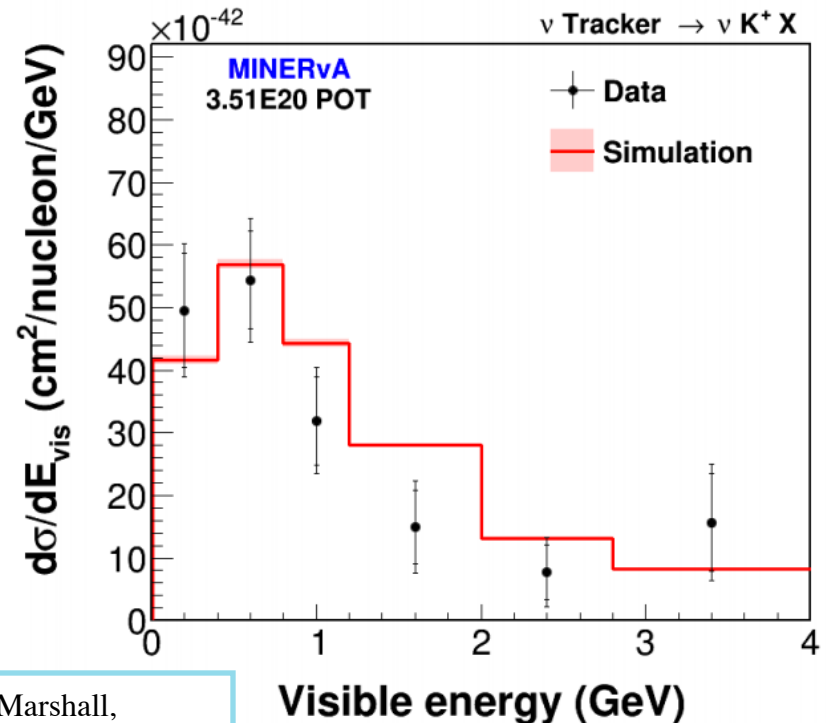 ×10⁻⁴²
ν Tracker → ν K⁺ X
MINERvA
3.51E20 POT
Data
Simulation
dσ/dE_vis (cm²/nucleon/GeV)
90
80
70
60
50
40
30
20
10
0
0 1 2 3 4
Visible energy (GeV)
Marshall,